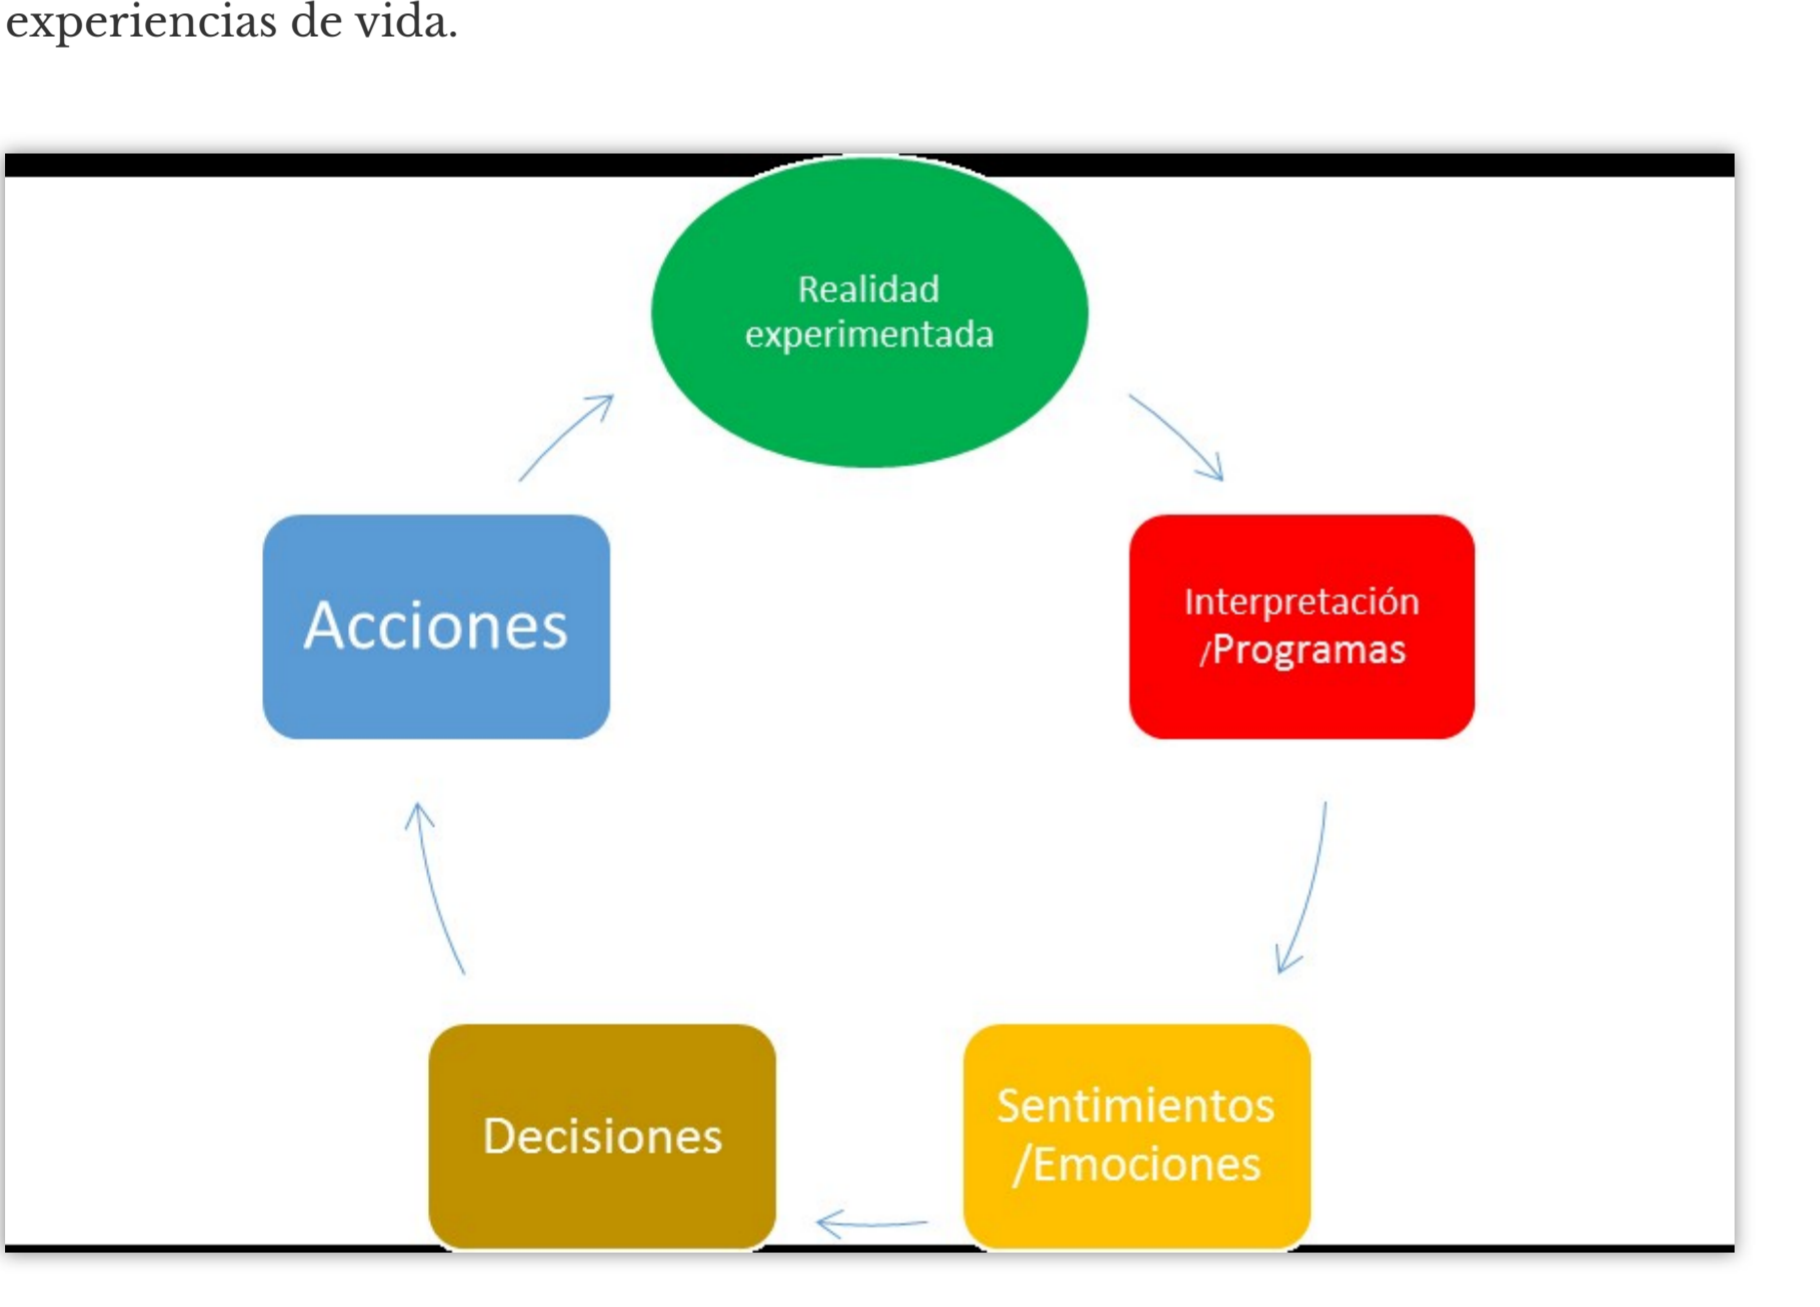 experiencias de vida.
Realidad
experimentada
Interpretación
/Programas
Sentimientos
/Emociones
Decisiones
Acciones